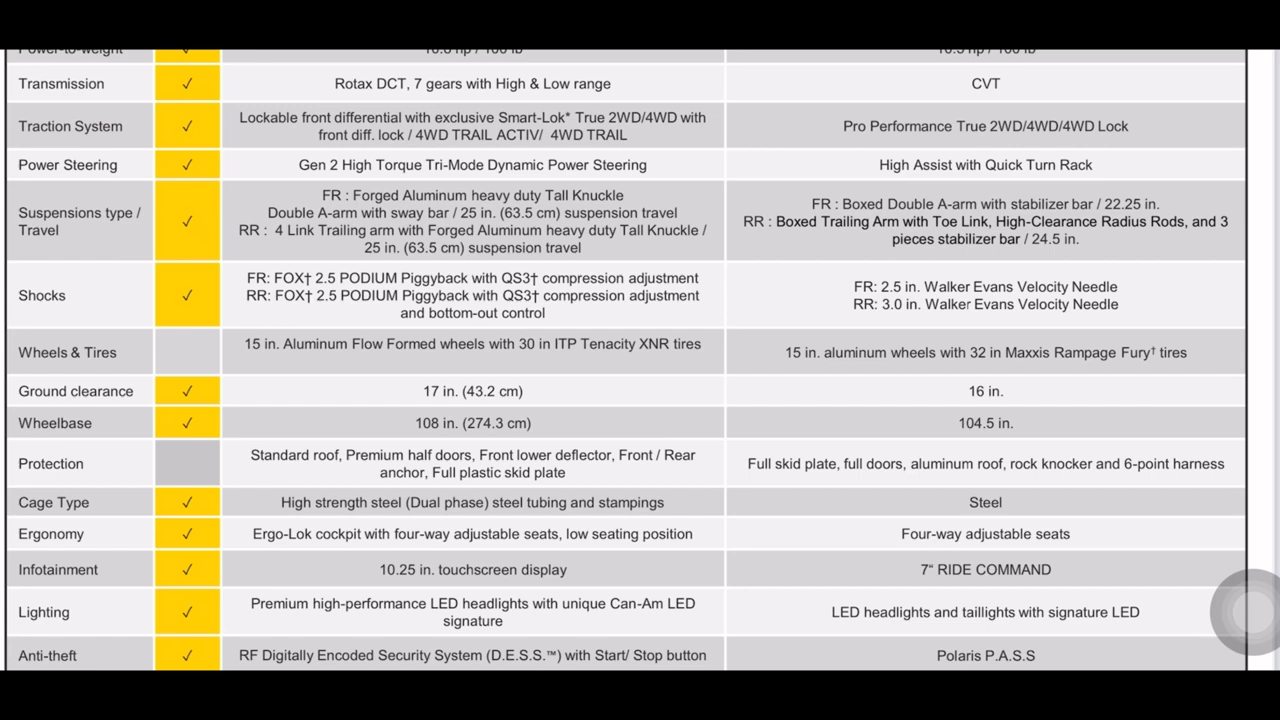 Power-to-weight ✓ 10.8 hp / 100 lb 10.5 hp / 100 lb
Transmission ✓ Rotax DCT, 7 gears with High & Low range CVT
Traction System ✓ Lockable front differential with exclusive Smart-Lok* True 2WD/4WD with
front diff. lock / 4WD TRAIL ACTIV/ 4WD TRAIL
Pro Performance True 2WD/4WD/4WD Lock
Power Steering ✓ Gen 2 High Torque Tri-Mode Dynamic Power Steering High Assist with Quick Turn Rack
Suspensions type /
Travel
✓
FR : Forged Aluminum heavy duty Tall Knuckle
Double A-arm with sway bar / 25 in. (63.5 cm) suspension travel
RR : 4 Link Trailing arm with Forged Aluminum heavy duty Tall Knuckle /
25 in. (63.5 cm) suspension travel
FR : Boxed Double A-arm with stabilizer bar / 22.25 in.
RR : Boxed Trailing Arm with Toe Link, High-Clearance Radius Rods, and 3
pieces stabilizer bar / 24.5 in.
Shocks ✓
FR: FOX† 2.5 PODIUM Piggyback with QS3† compression adjustment
RR: FOX† 2.5 PODIUM Piggyback with QS3† compression adjustment
and bottom-out control
FR: 2.5 in. Walker Evans Velocity Needle
RR: 3.0 in. Walker Evans Velocity Needle
Wheels & Tires 15 in. Aluminum Flow Formed wheels with 30 in ITP Tenacity XNR tires 15 in. aluminum wheels with 32 in Maxxis Rampage Fury† tires
Ground clearance ✓ 17 in. (43.2 cm) 16 in.
Wheelbase ✓ 108 in. (274.3 cm) 104.5 in.
Protection
Standard roof, Premium half doors, Front lower deflector, Front / Rear
anchor, Full plastic skid plate
Full skid plate, full doors, aluminum roof, rock knocker and 6-point harness
Cage Type ✓ High strength steel (Dual phase) steel tubing and stampings Steel
Ergonomy ✓ Ergo-Lok cockpit with four-way adjustable seats, low seating position Four-way adjustable seats
Infotainment ✓ 10.25 in. touchscreen display 7“ RIDE COMMAND
Lighting ✓
Premium high-performance LED headlights with unique Can-Am LED
signature
LED headlights and taillights with signature LED
Anti-theft ✓ RF Digitally Encoded Security System (D.E.S.S.™) with Start/ Stop button Polaris P.A.S.S